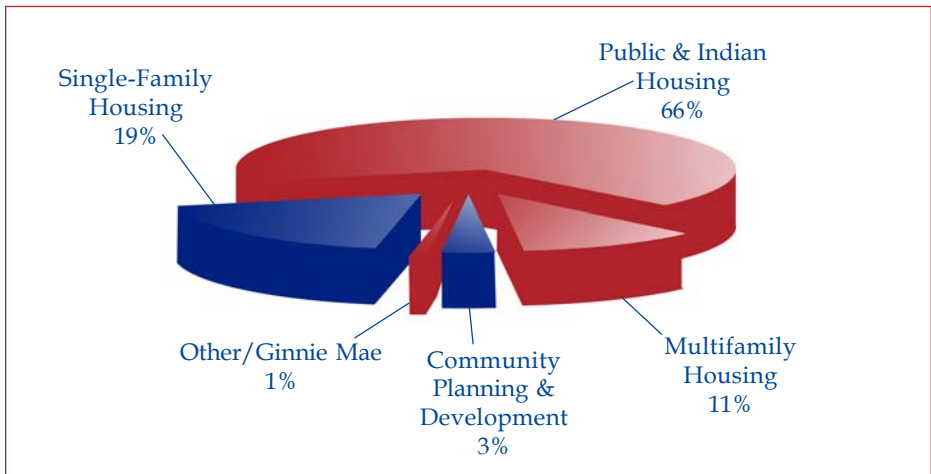 Public & Indian
Housing
66%
Single-Family
Housing
19%
Other/Ginnie Mae
1%
Community
Planning &
Development
3%
Multifamily
Housing
11%